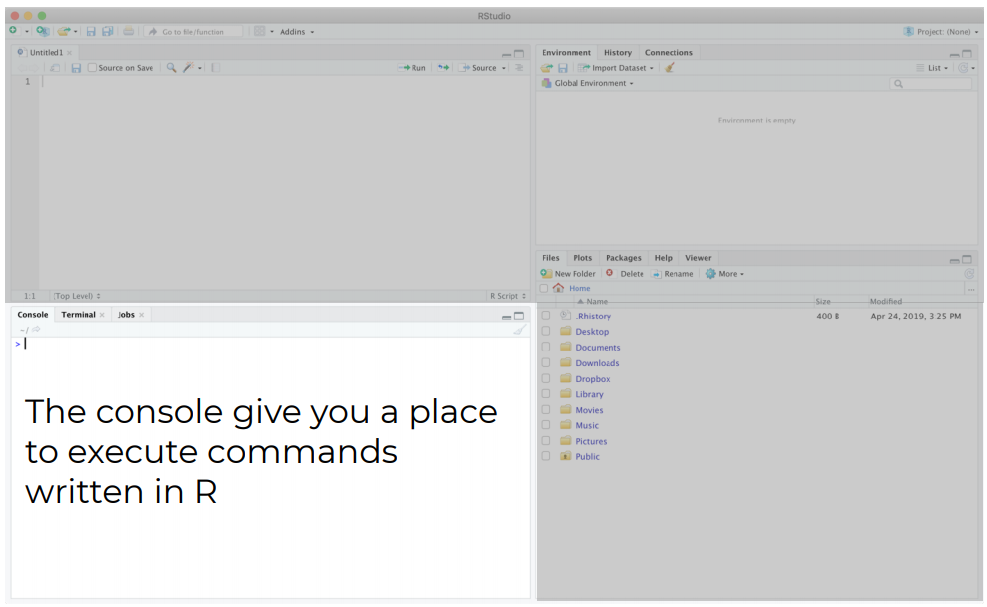 RStudio
Go to file/function Addins Project: (None)
Untitled1
Source on Save Run Source
1
1:1 (Top Level) R Script
Environment History Connections
Import Dataset List
Global Environment
Environment is empty
Files Plots Packages Help Viewer
New Folder Delete Rename More
Home ...
Name Size Modified
.Rhistory 400 B Apr 24, 2019, 3:25 PM
Desktop
Documents
Downloads
Dropbox
Library
Movies
Music
Pictures
Public
Console Terminal Jobs
~/
>
The console give you a place
to execute commands
written in R